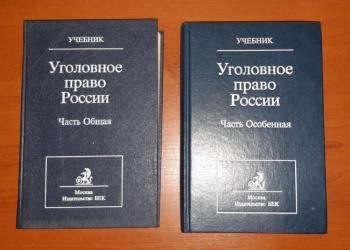 УЧЕБНИК
Уголовное
право
России
Часть Общая
Москва
Издательство БЕК
УЧЕБНИК
Уголовное
право
России
Часть Особенная
Москва
Издательство БЕК